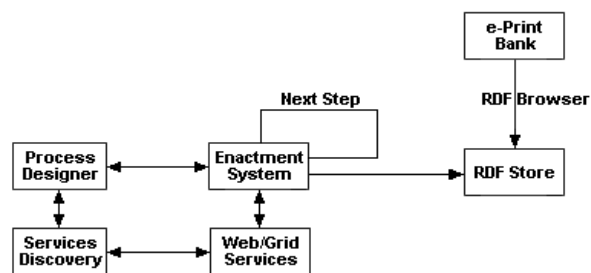 e-Print
Bank
Next Step
RDF Browser
Process
Designer
Enactment
System
RDF Store
Services
Discovery
Web/Grid
Services